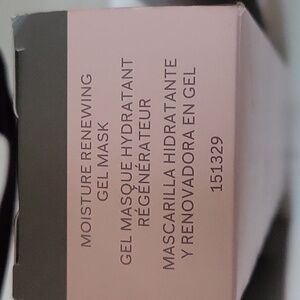 MOISTURE RENEWING
GEL MASK
GEL MASQUE HYDRATANT
RÉGÉNÉRATEUR
MASCARILLA HIDRATANTE
Y RENOVADORA EN GEL
151329